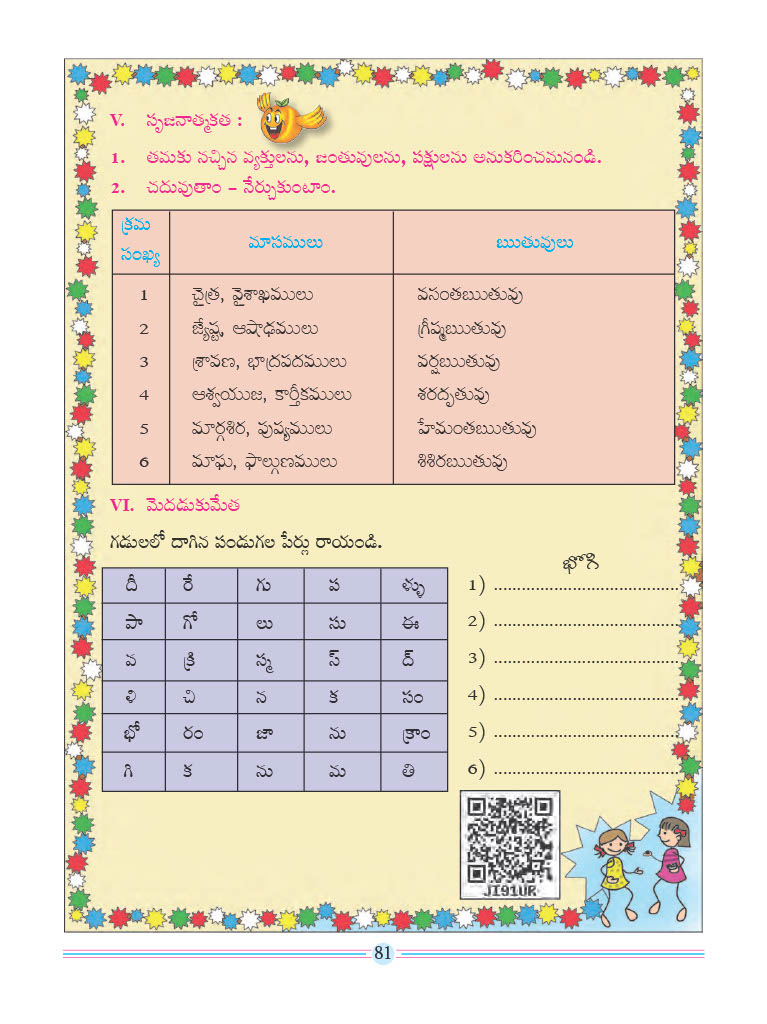 V. సృజనాత్మకత :
1. తమకు నచ్చిన వ్యక్తులను, జంతువులను, పక్షులను అనుకరించమనండి.
2. చదువుతాం – నేర్చుకుంటాం.
క్రమ సంఖ్య మాసములు ఋతువులు
1 చైత్ర, వైశాఖములు వసంతఋతువు
2 జ్యేష్ట, ఆషాఢములు గ్రీష్మఋతువు
3 శ్రావణ, భాద్రపదములు వర్షఋతువు
4 ఆశ్వయుజ, కార్తీకములు శరదృతువు
5 మార్గశిర, పుష్యములు హేమంతఋతువు
6 మాఘ, ఫాల్గుణములు శిశిరఋతువు
VI. మెదడుకుమేత
గడులలో దాగిన పండుగల పేర్లు రాయండి.
దీ రే గు ప ళ్ళు
పా గో లు సు ఈ
వ క్రి స్మ స్ ద్
ళి చి న క సం
భో రం జా ను క్రాం
గి క ను మ తి
1) భోగి ........................................
2) ........................................
3) ........................................
4) ........................................
5) ........................................
6) ........................................
JI91UR
81